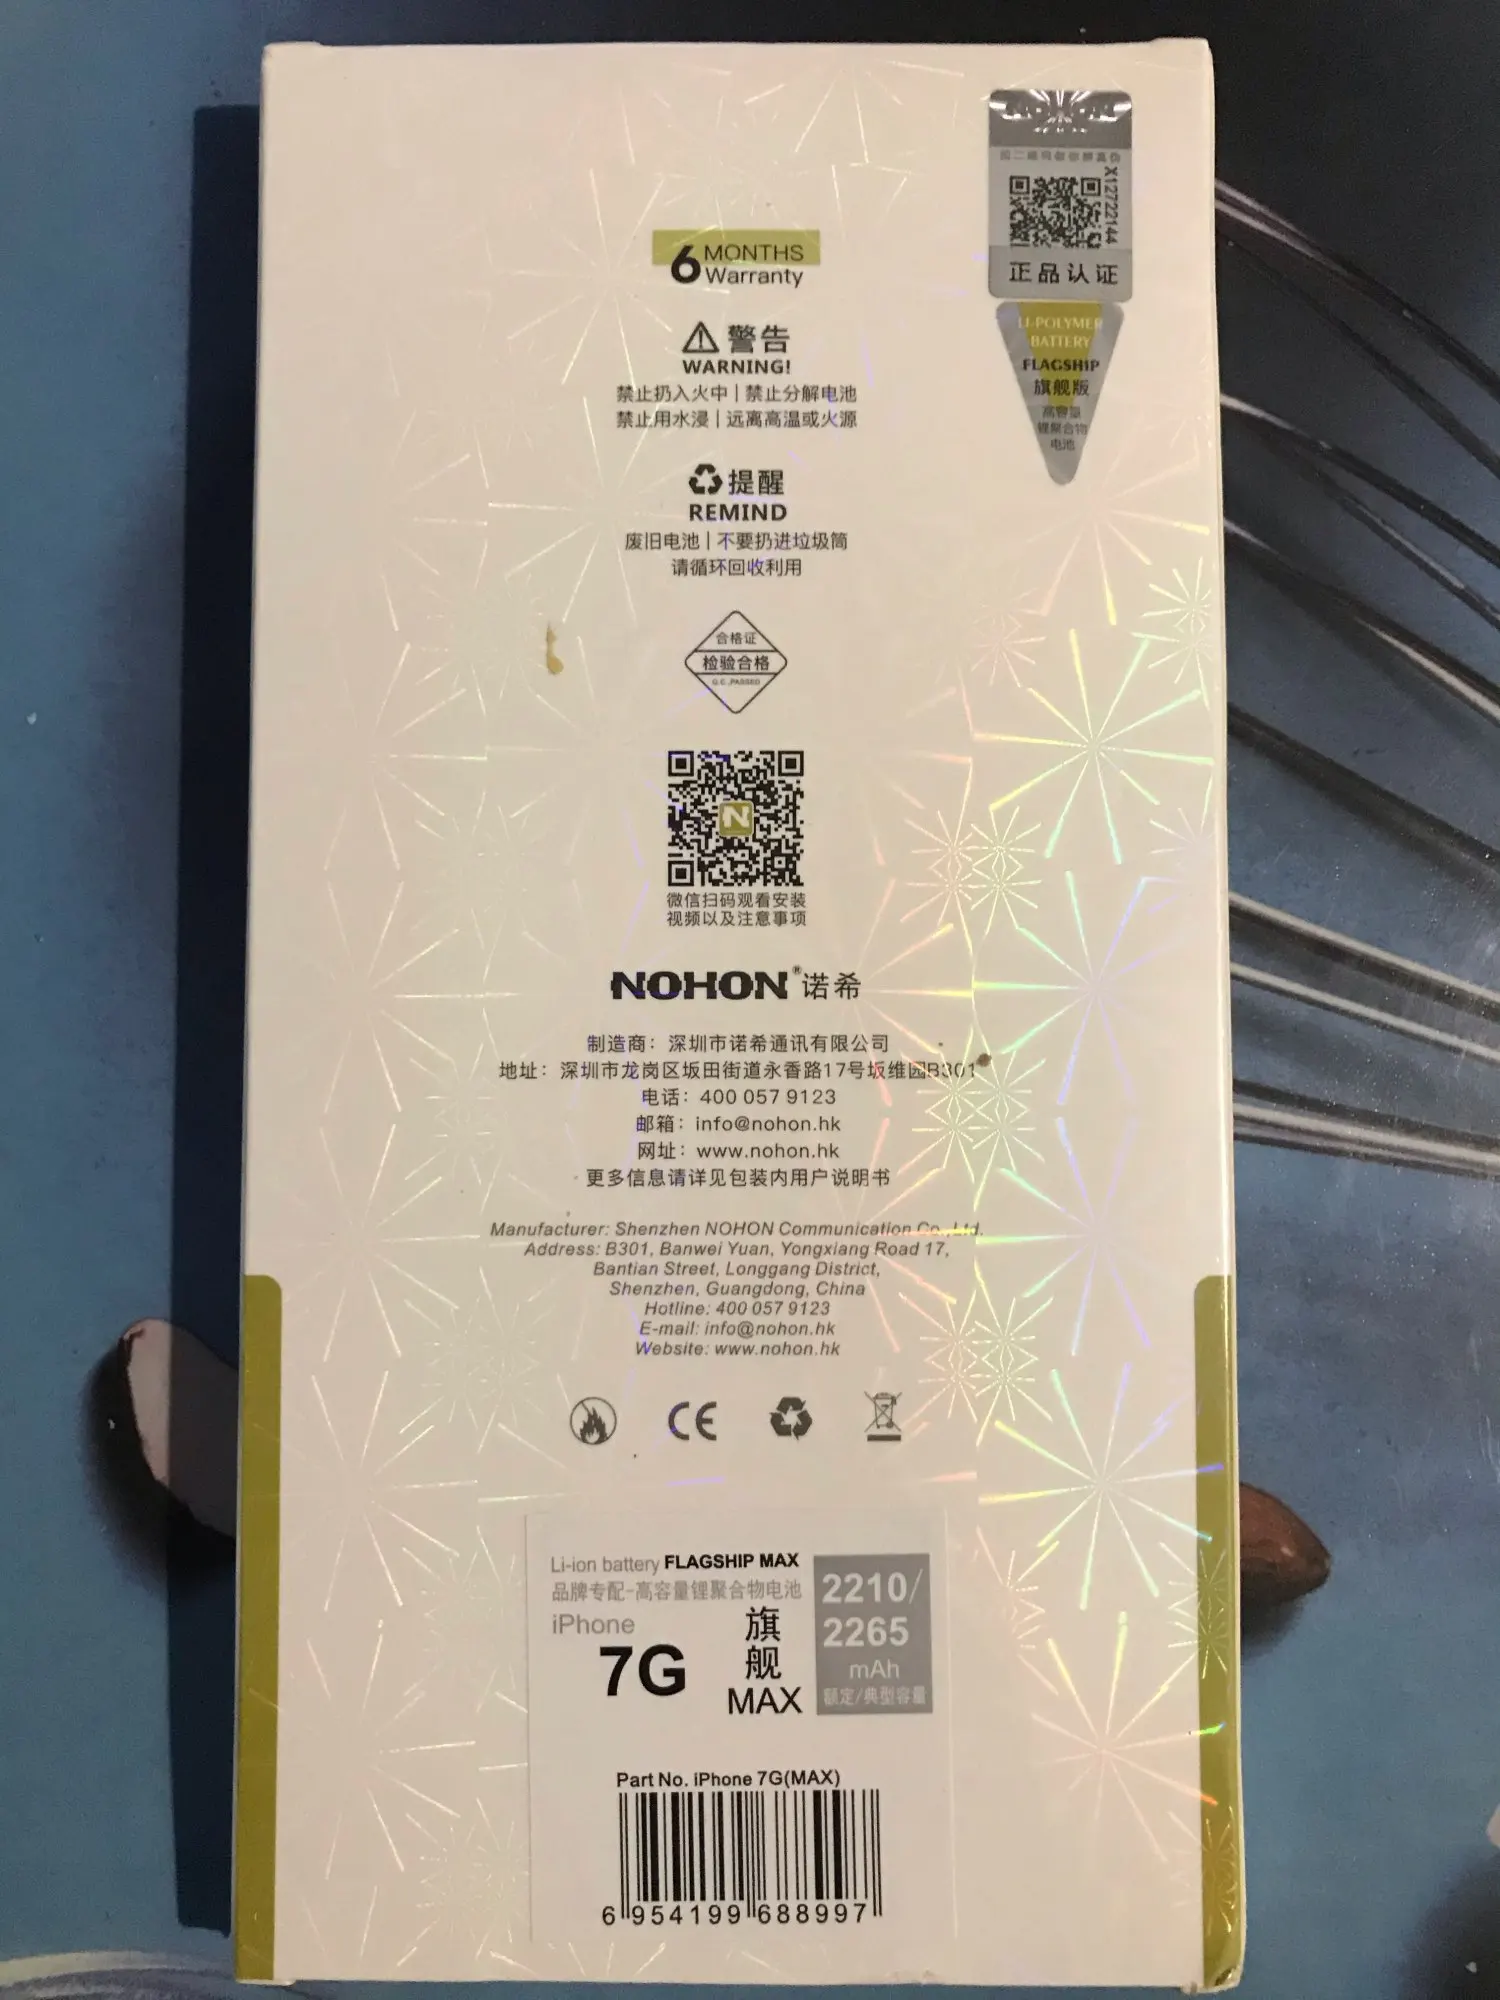 NOHON
X12722144
正品认证
LI-POLYMER
BATTERY
FLAGSHIP
旗舰版
高容量
锂聚合物
电池
6 MONTHS
Warranty
警告
WARNING!
禁止扔入火中 | 禁止分解电池
禁止用水浸 | 远离高温或火源
提醒
REMIND
废旧电池 | 不要扔进垃圾筒
请循环回收利用
合格证
检验合格
Q.C.PASSED
N
微信扫码观看安装
视频以及注意事项
NOHON® 诺希
制造商：深圳市诺希通讯有限公司
地址：深圳市龙岗区坂田街道永香路17号坂维园B301
电话：400 057 9123
邮箱：info@nohon.hk
网址：www.nohon.hk
更多信息请详见包装内用户说明书
Manufacturer: Shenzhen NOHON Communication Co.,Ltd.
Address: B301, Banwei Yuan, Yongxiang Road 17,
Bantian Street, Longgang District,
Shenzhen, Guangdong, China
Hotline: 400 057 9123
E-mail: info@nohon.hk
Website: www.nohon.hk
CE
Li-ion battery FLAGSHIP MAX
品牌专配-高容量锂聚合物电池
iPhone
7G
旗
舰
MAX
2210/
2265
mAh
额定/典型容量
Part No. iPhone 7G(MAX)
6 954199 688997